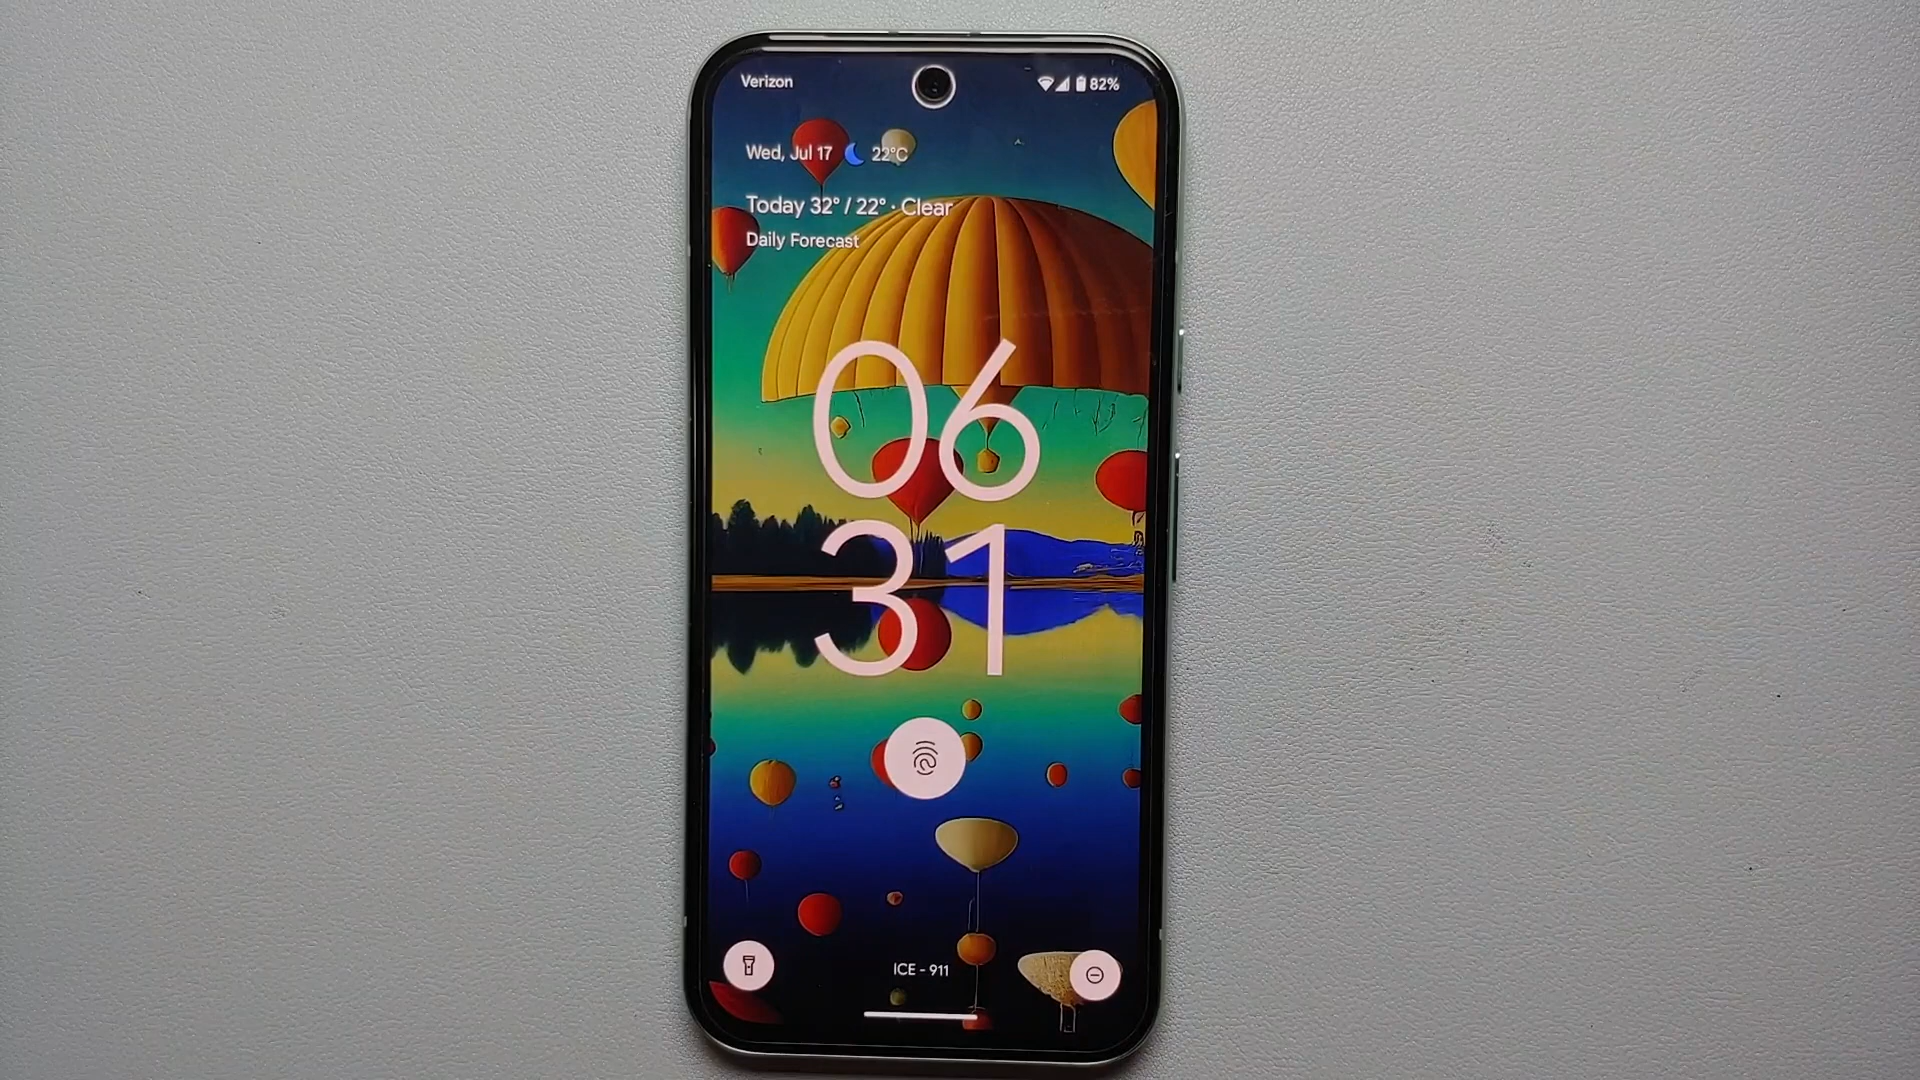 Verizon
82%
Wed, Jul 17 22°C
Today 32° / 22° · Clear
Daily Forecast
06
31
ICE - 911